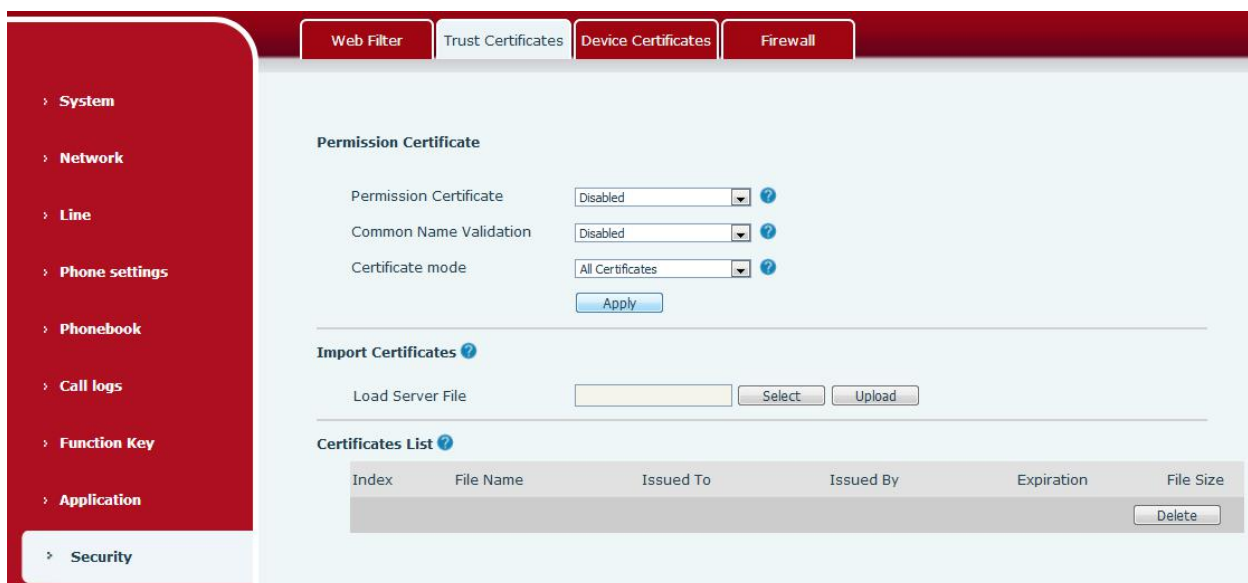 Web Filter Trust Certificates Device Certificates Firewall
System
Network
Line
Phone settings
Phonebook
Call logs
Function Key
Application
Security
Permission Certificate
Permission Certificate Disabled ?
Common Name Validation Disabled ?
Certificate mode All Certificates ?
Apply
Import Certificates ?
Load Server File Select Upload
Certificates List ?
Index File Name Issued To Issued By Expiration File Size
Delete